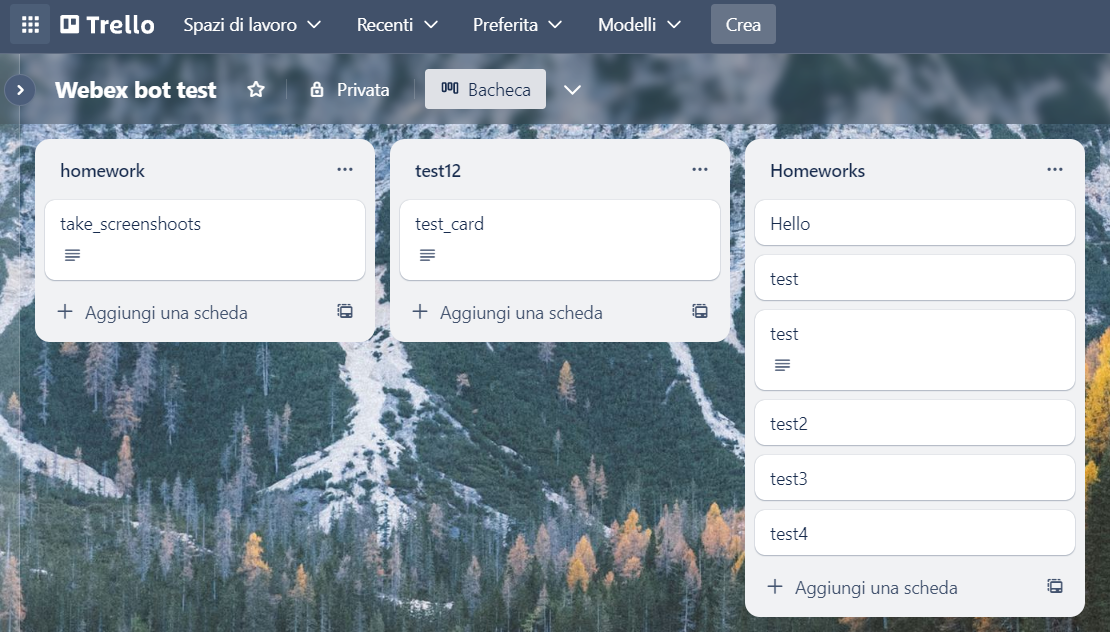 Trello Spazi di lavoro Recenti Preferita Modelli Crea
Webex bot test Privata Bacheca
homework
take_screenshoots
Aggiungi una scheda
test12
test_card
Aggiungi una scheda
Homeworks
Hello
test
test
test2
test3
test4
Aggiungi una scheda